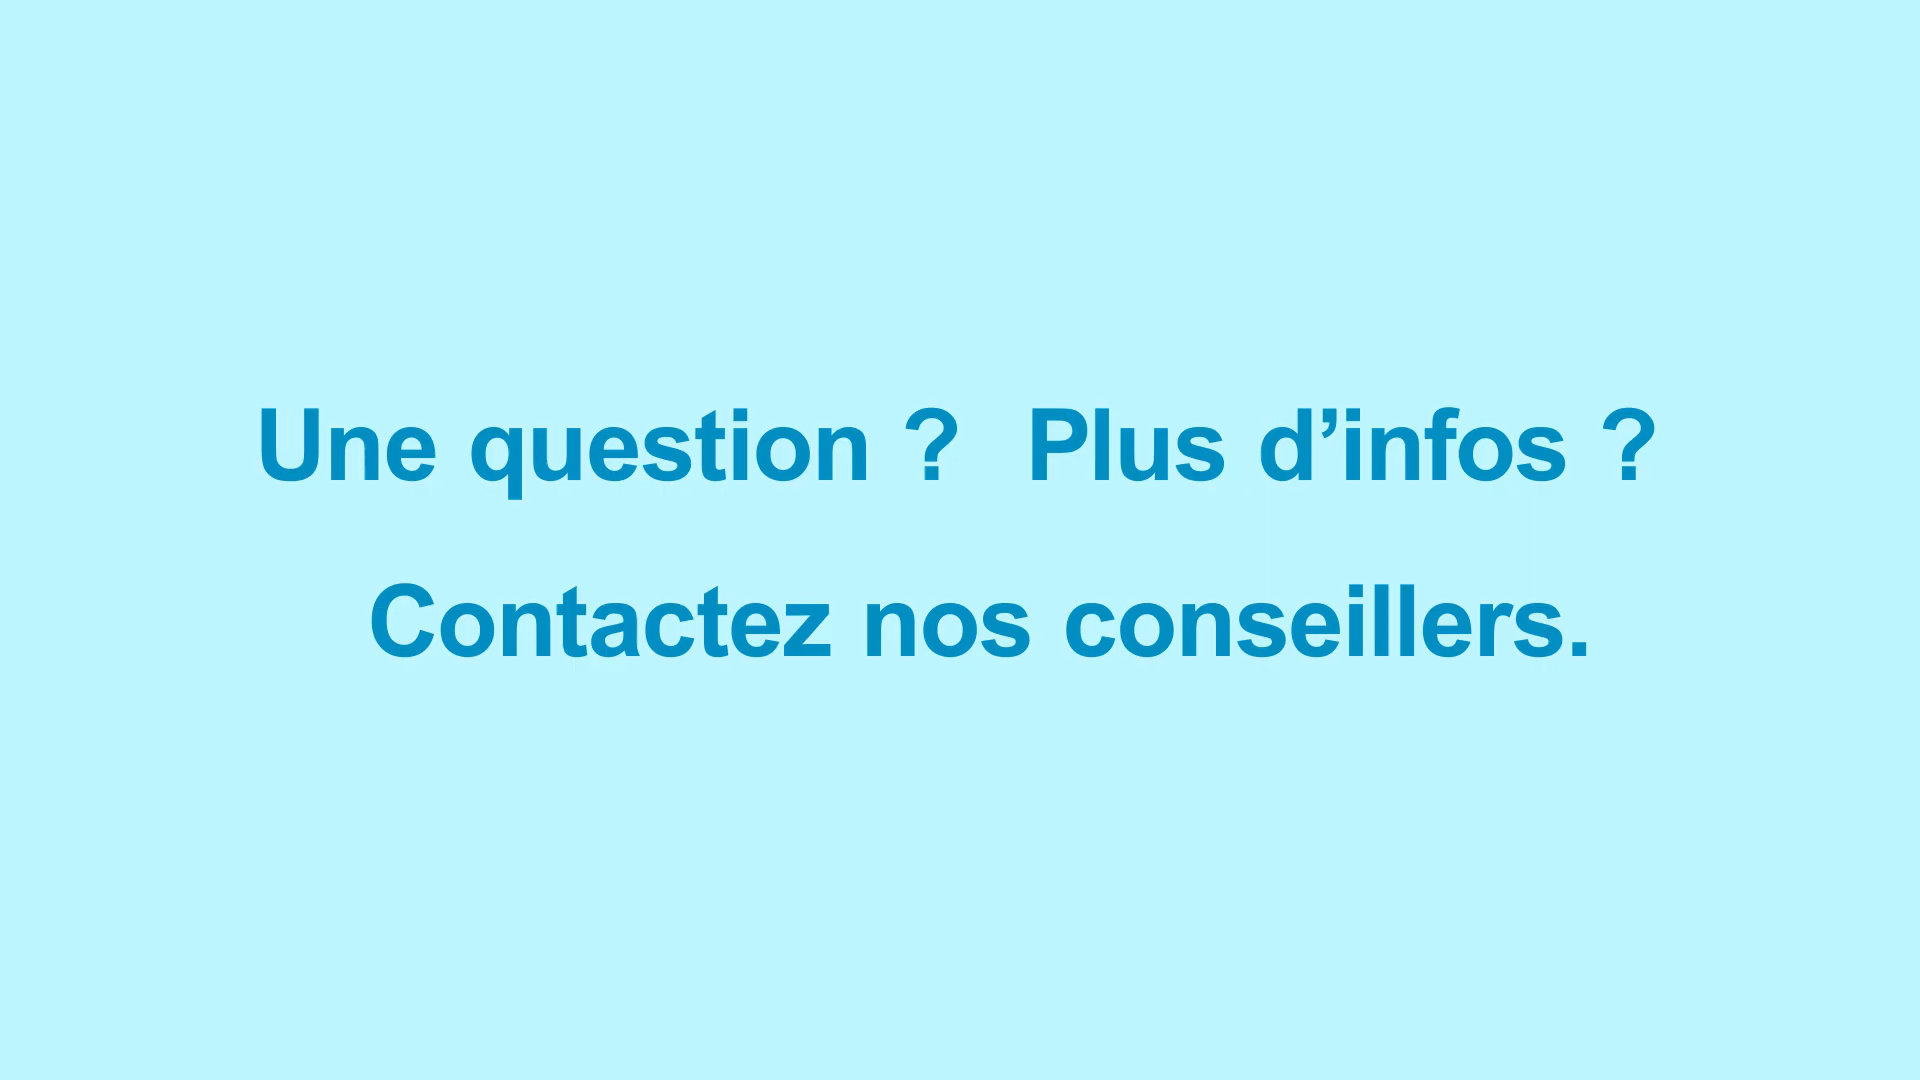 Une question ?  Plus d’infos ?
Contactez nos conseillers.